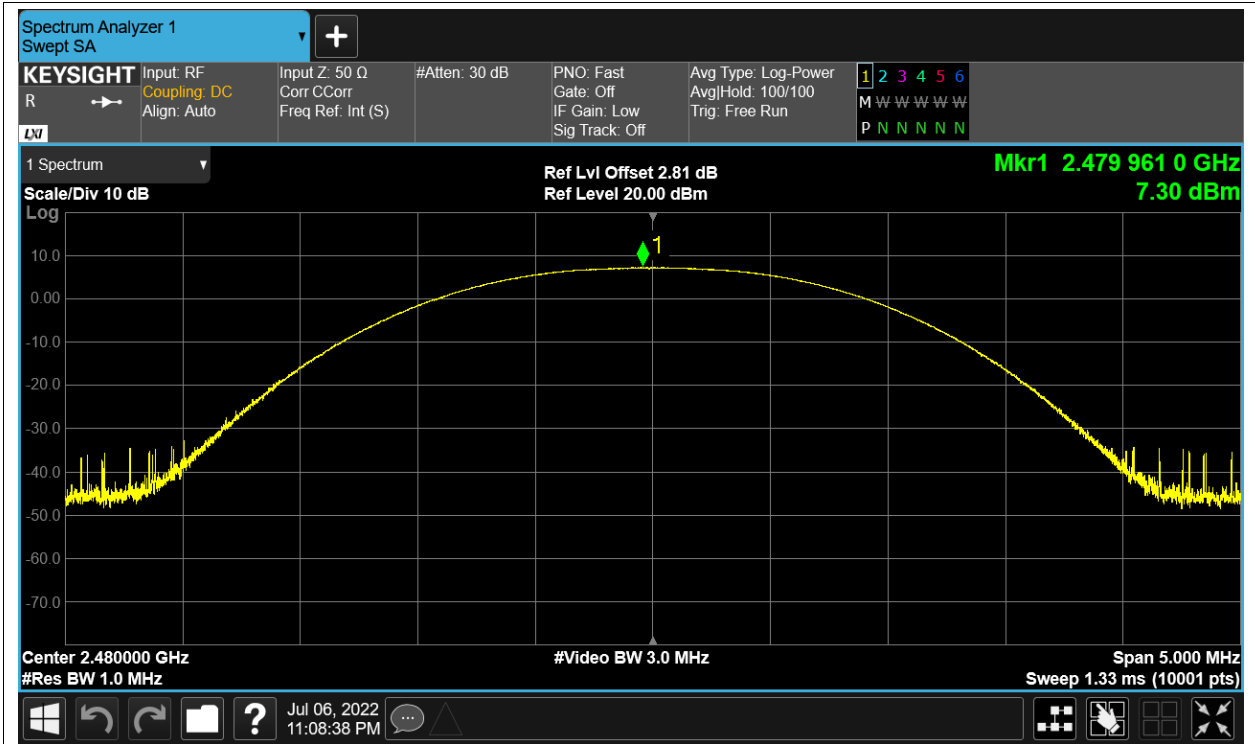 Spectrum Analyzer 1
Swept SA
+
KEYSIGHT
R
LXI
Input: RF
Coupling: DC
Align: Auto
Input Z: 50 Ω
Corr CCorr
Freq Ref: Int (S)
#Atten: 30 dB
PNO: Fast
Gate: Off
IF Gain: Low
Sig Track: Off
Avg Type: Log-Power
Avg|Hold: 100/100
Trig: Free Run
1 2 3 4 5 6
M W W W W W
P N N N N N
1 Spectrum
Scale/Div 10 dB
Log
Ref Lvl Offset 2.81 dB
Ref Level 20.00 dBm
Mkr1 2.479 961 0 GHz
7.30 dBm
1
10.0
0.00
-10.0
-20.0
-30.0
-40.0
-50.0
-60.0
-70.0
Center 2.480000 GHz
#Res BW 1.0 MHz
#Video BW 3.0 MHz
Span 5.000 MHz
Sweep 1.33 ms (10001 pts)
?
Jul 06, 2022
11:08:38 PM